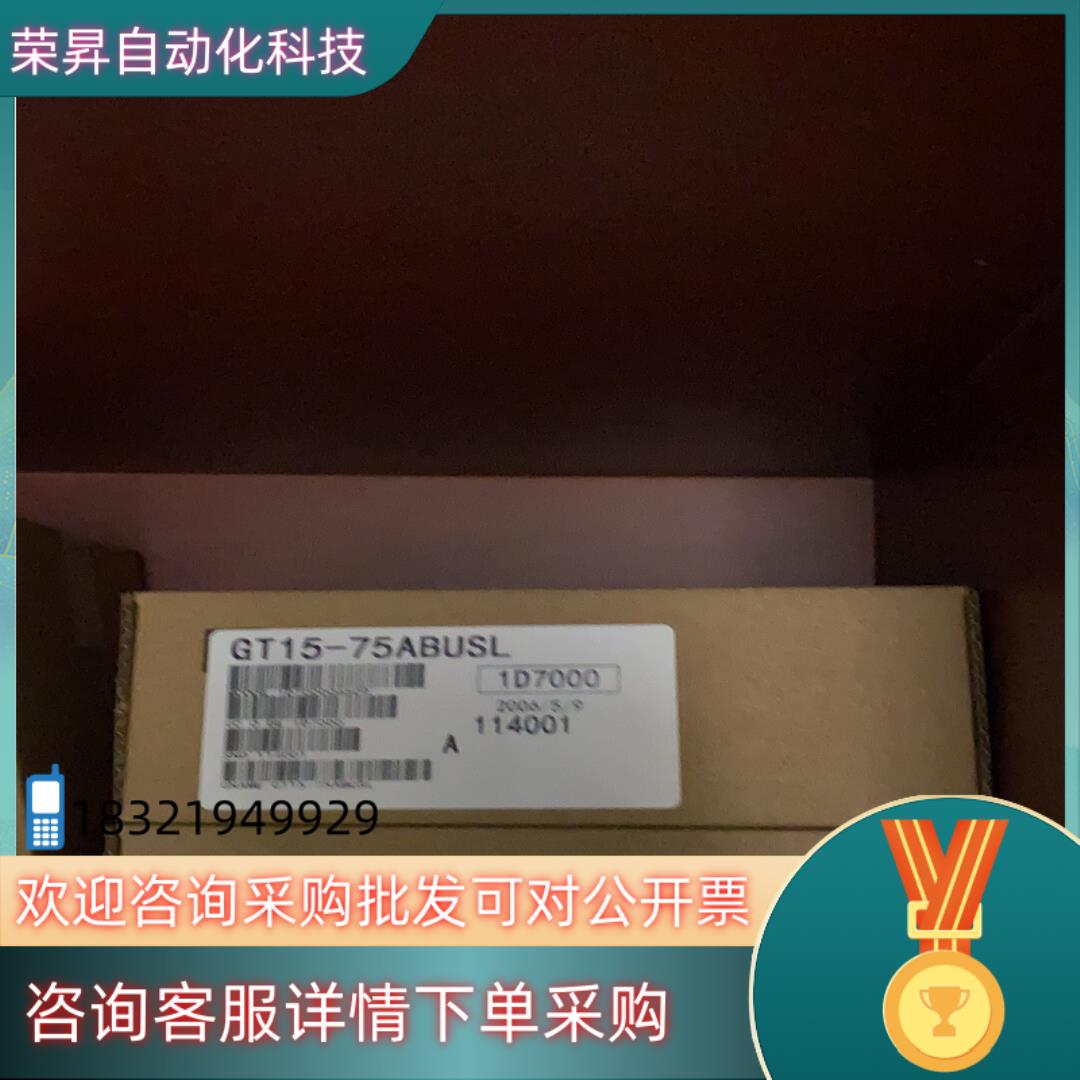 荣昇自动化科技
GT15-75ABUSL
1D7000
2006/5/9
114001
A
18321949929
欢迎咨询采购批发可对公开票
咨询客服详情下单采购